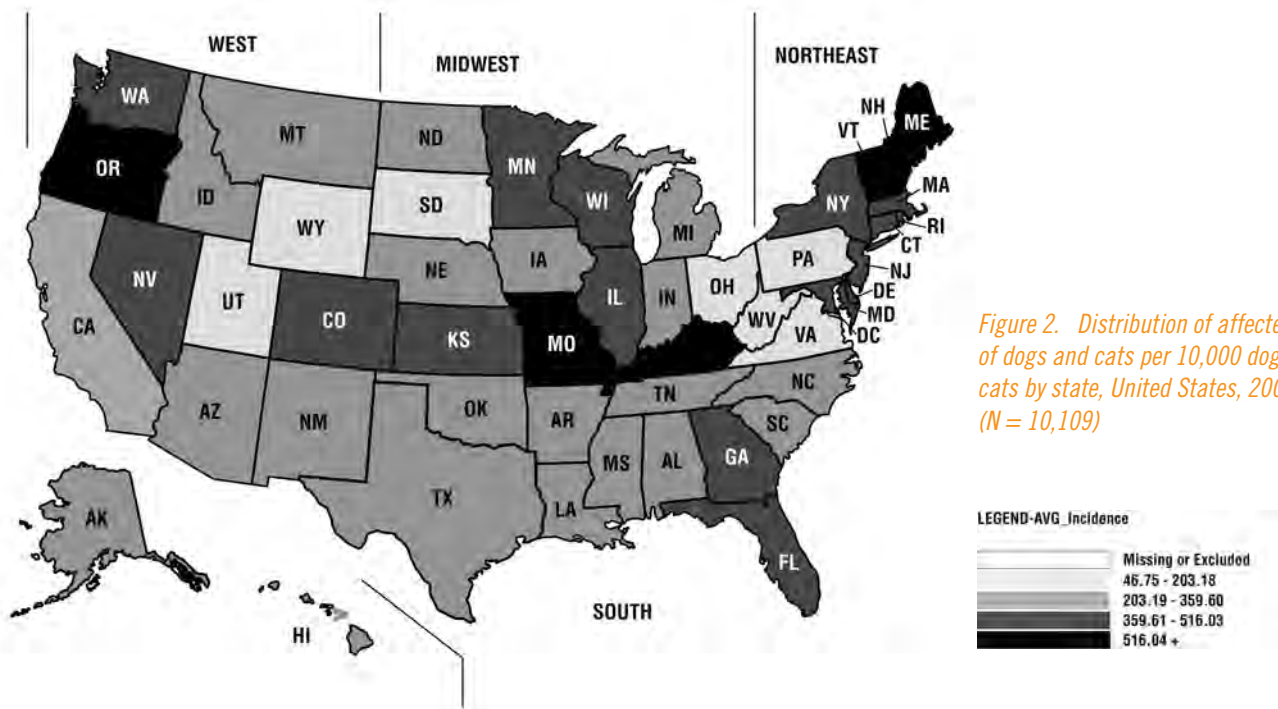 WEST
MIDWEST
NORTHEAST
NH
ME
VT
WA
MT
ND
MN
OR
ID
SD
WI
NY
MA
RI
CT
WY
MI
NE
IA
PA
NJ
NV
UT
CO
IL
IN
OH
DE
MD
DC
WV
VA
CA
KS
MO
NC
TN
AZ
NM
OK
AR
SC
MS
AL
GA
TX
LA
AK
FL
HI
SOUTH
Figure 2. Distribution of affecte
of dogs and cats per 10,000 dog
cats by state, United States, 200
(N = 10,109)
LEGEND-AVG_Incidence
Missing or Excluded
46.75 - 203.18
203.19 - 359.60
359.61 - 516.03
516.04 +